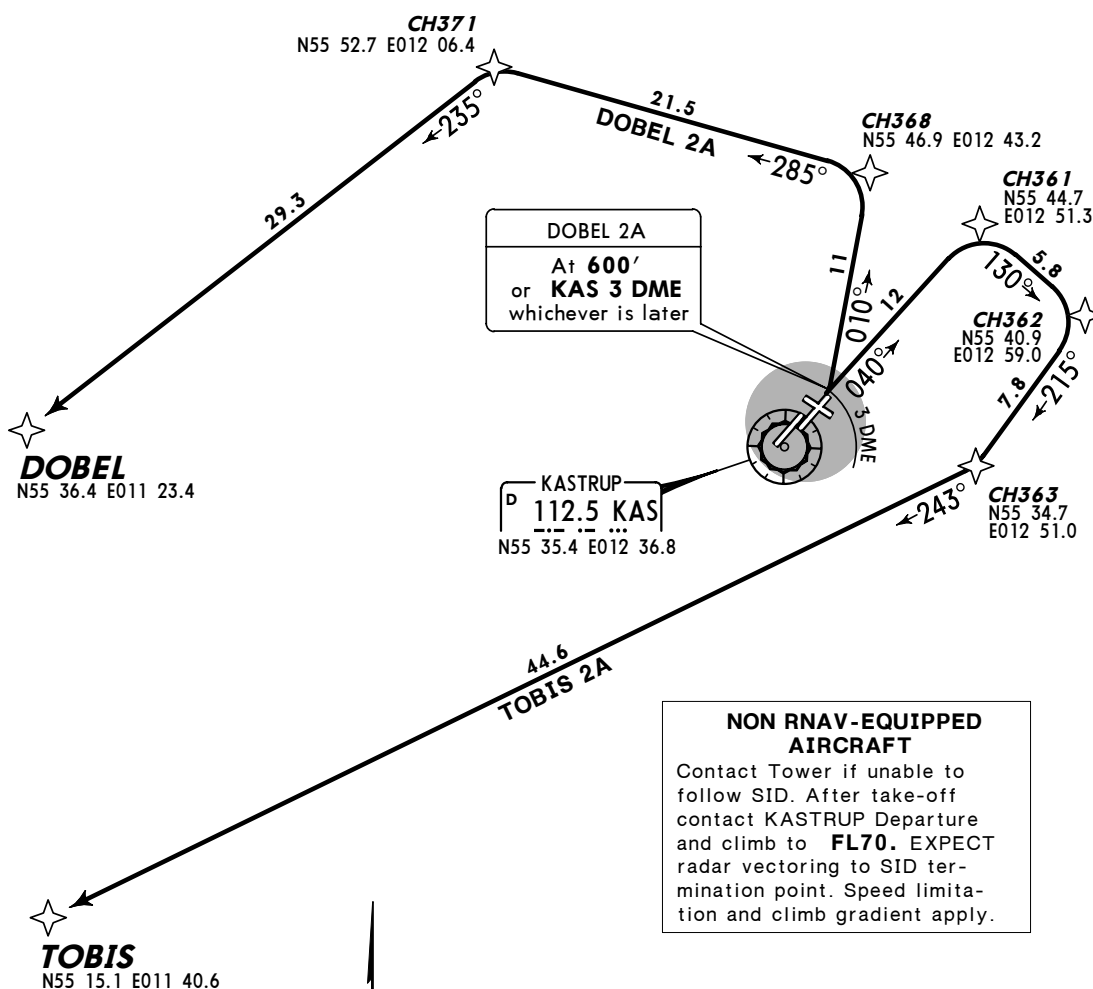 CH371
N55 52.7 E012 06.4
←235°
21.5
DOBEL 2A
←285°
CH368
N55 46.9 E012 43.2
CH361
N55 44.7
E012 51.3
29.3
DOBEL 2A
At 600′
or KAS 3 DME
whichever is later
11
010°→
12
040°→
5.8
130°→
CH362
N55 40.9
E012 59.0
7.8
←215°
3 DME
DOBEL
N55 36.4 E011 23.4
KASTRUP
D 112.5 KAS
N55 35.4 E012 36.8
←243°
CH363
N55 34.7
E012 51.0
44.6
TOBIS 2A
NON RNAV-EQUIPPED
AIRCRAFT
Contact Tower if unable to
follow SID. After take-off
contact KASTRUP Departure
and climb to FL70. EXPECT
radar vectoring to SID ter-
mination point. Speed limita-
tion and climb gradient apply.
TOBIS
N55 15.1 E011 40.6